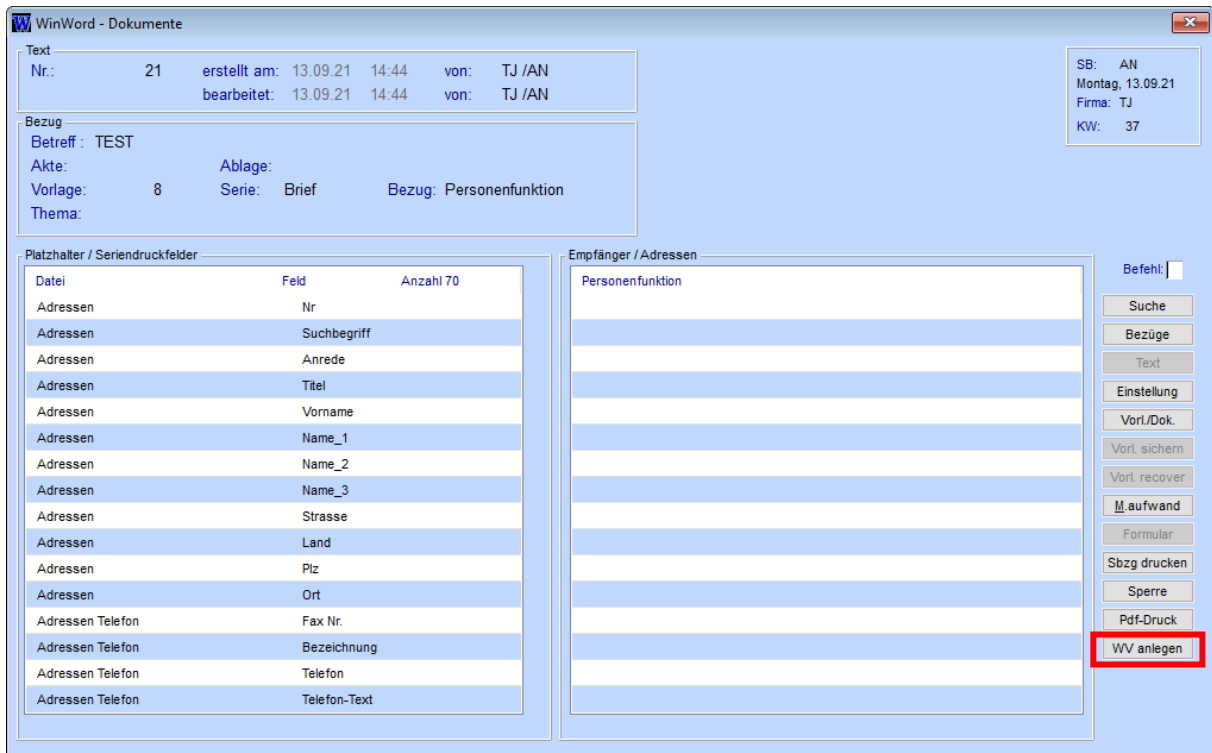 WinWord - Dokumente
Text
Nr.: 21 erstellt am: 13.09.21 14:44 von: TJ /AN
bearbeitet: 13.09.21 14:44 von: TJ /AN
SB: AN
Montag, 13.09.21
Firma: TJ
KW: 37
Bezug
Betreff : TEST
Akte: Ablage:
Vorlage: 8 Serie: Brief Bezug: Personenfunktion
Thema:
Platzhalter / Seriendruckfelder
Datei Feld Anzahl 70
Adressen Nr
Adressen Suchbegriff
Adressen Anrede
Adressen Titel
Adressen Vorname
Adressen Name_1
Adressen Name_2
Adressen Name_3
Adressen Strasse
Adressen Land
Adressen Plz
Adressen Ort
Adressen Telefon Fax Nr.
Adressen Telefon Bezeichnung
Adressen Telefon Telefon
Adressen Telefon Telefon-Text
Empfänger / Adressen
Personenfunktion
Befehl:
Suche
Bezüge
Text
Einstellung
Vorl./Dok.
Vorl. sichern
Vorl. recover
M.aufwand
Formular
Sbzg drucken
Sperre
Pdf-Druck
WV anlegen